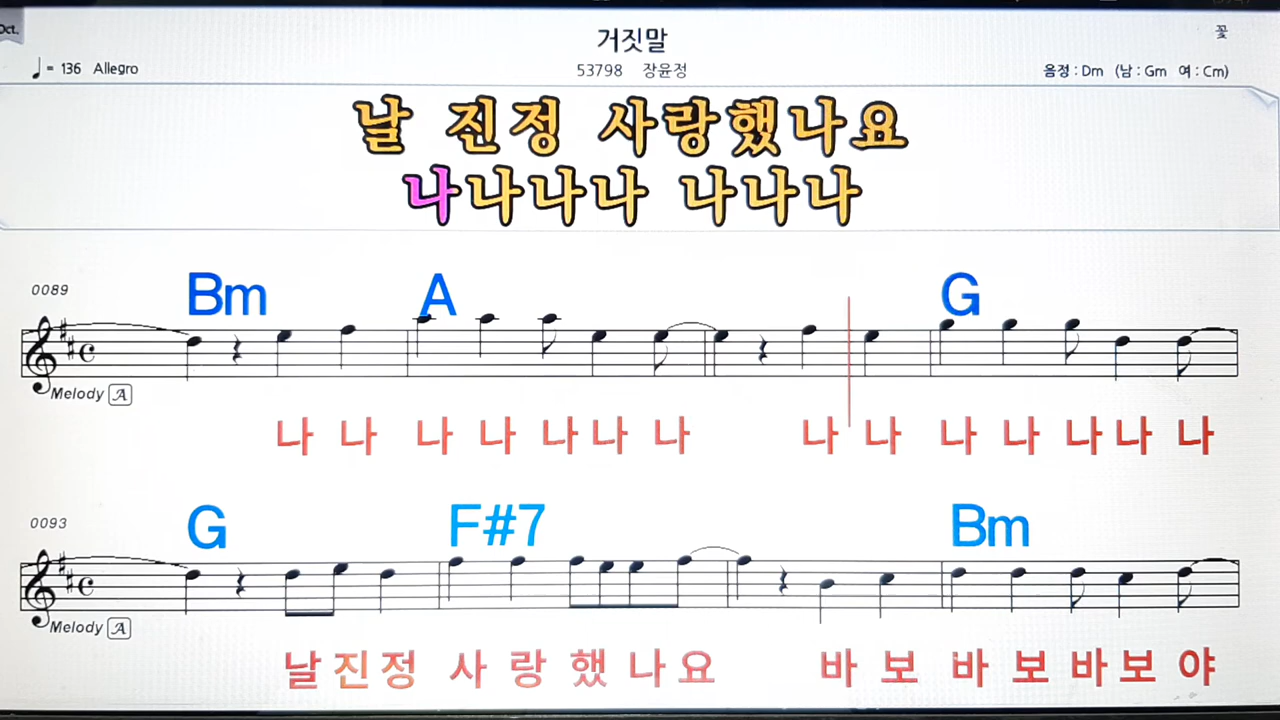 Oct.
거짓말
꽃
♩= 136 Allegro
53798 장윤정
음정 : Dm (남 : Gm 여 : Cm)
날 진정 사랑했나요
나나나나 나나나
Bm A G
0089
Melody A
나 나 나 나 나 나 나 나 나 나 나 나 나 나
0093
G F#7 Bm
Melody A
날 진 정 사 랑 했 나 요 바 보 바 보 바 보 야